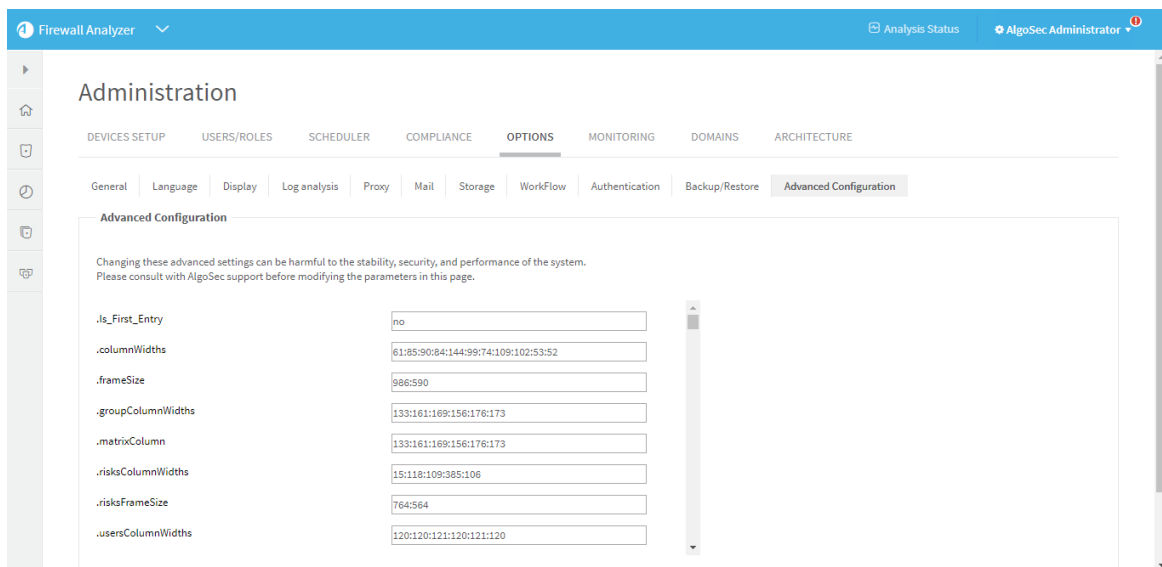 Firewall Analyzer
Analysis Status
AlgoSec Administrator
Administration
DEVICES SETUP USERS/ROLES SCHEDULER COMPLIANCE OPTIONS MONITORING DOMAINS ARCHITECTURE
General Language Display Log analysis Proxy Mail Storage WorkFlow Authentication Backup/Restore Advanced Configuration
Advanced Configuration
Changing these advanced settings can be harmful to the stability, security, and performance of the system.
Please consult with AlgoSec support before modifying the parameters in this page.
.Is_First_Entry no
.columnWidths 61:85:90:84:144:99:74:109:102:53:52
.frameSize 986:590
.groupColumnWidths 133:161:169:156:176:173
.matrixColumn 133:161:169:156:176:173
.risksColumnWidths 15:118:109:385:106
.risksFrameSize 764:564
.usersColumnWidths 120:120:121:120:121:120